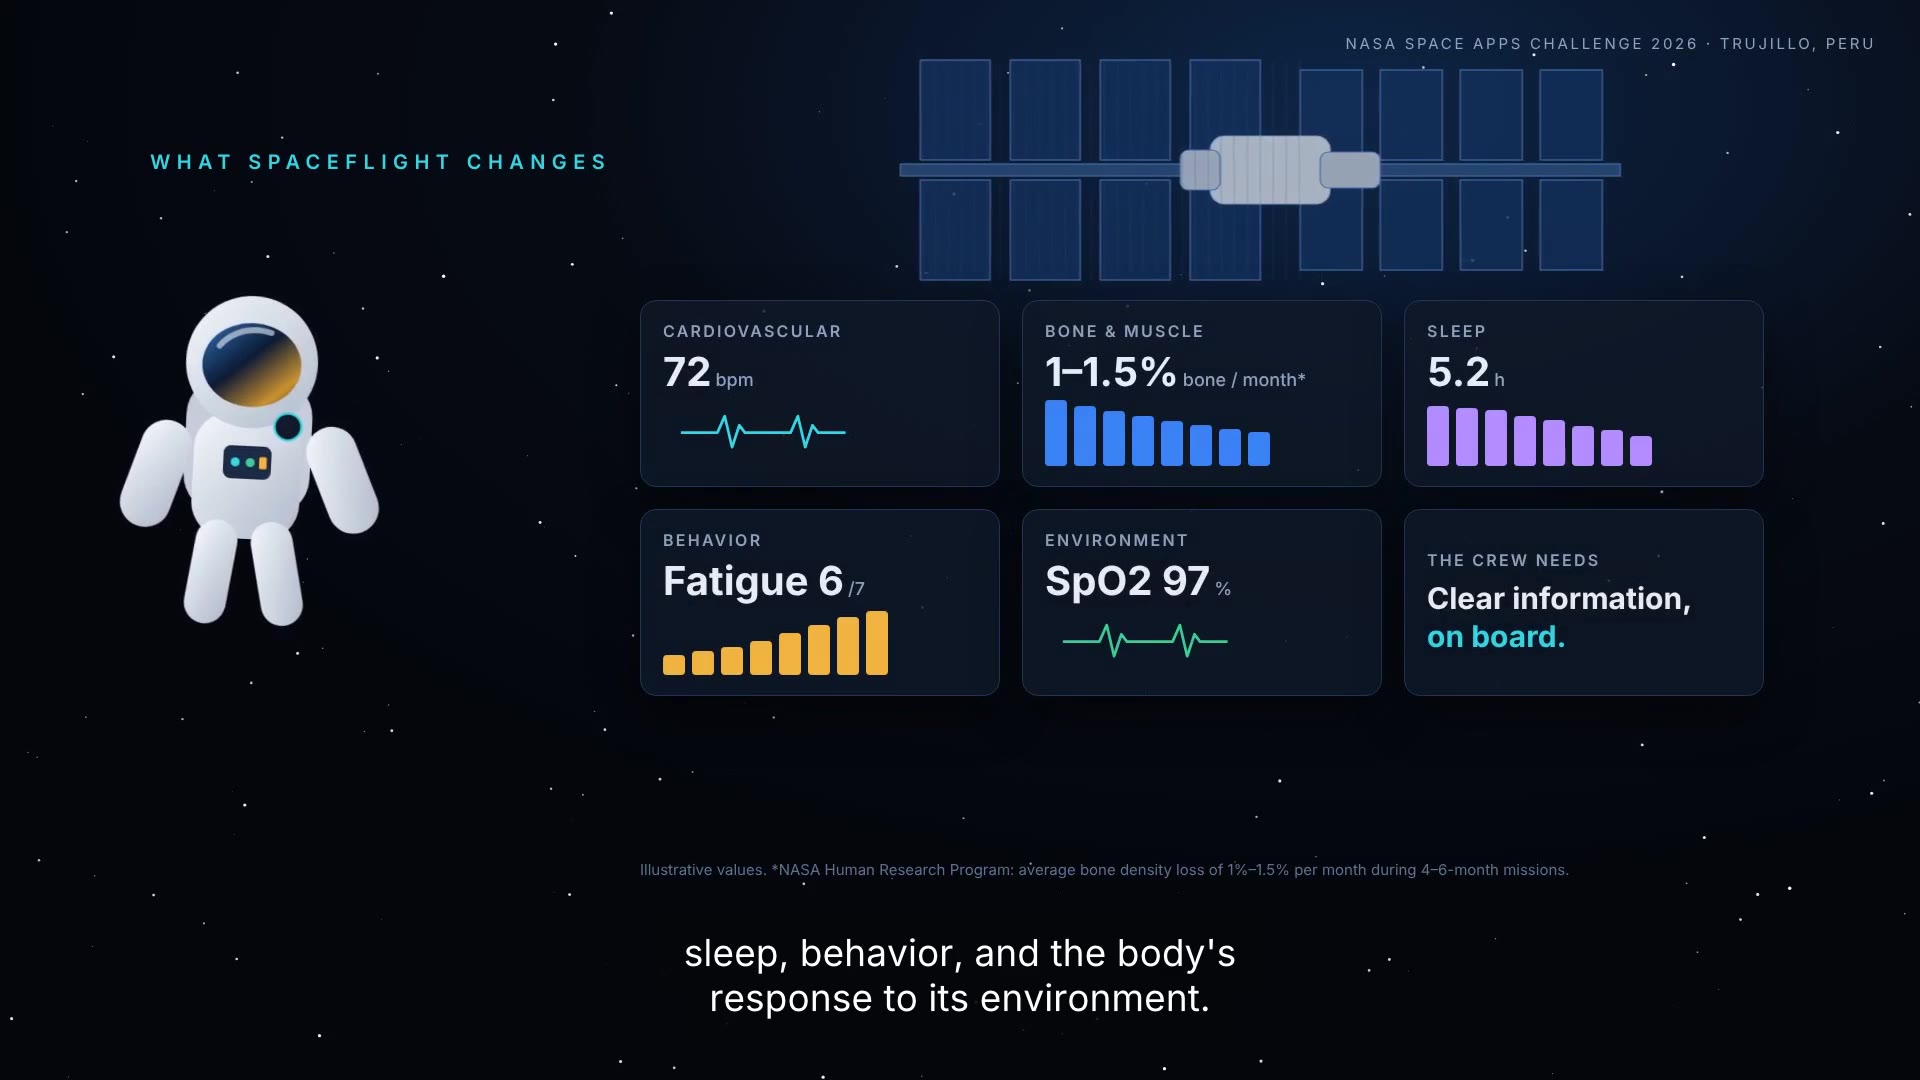 NASA SPACE APPS CHALLENGE 2026 · TRUJILLO, PERU
WHAT SPACEFLIGHT CHANGES
CARDIOVASCULAR
72 bpm
BONE & MUSCLE
1–1.5% bone / month*
SLEEP
5.2 h
BEHAVIOR
Fatigue 6 /7
ENVIRONMENT
SpO2 97 %
THE CREW NEEDS
Clear information,
on board.
Illustrative values. *NASA Human Research Program: average bone density loss of 1%–1.5% per month during 4–6-month missions.
sleep, behavior, and the body's
response to its environment.